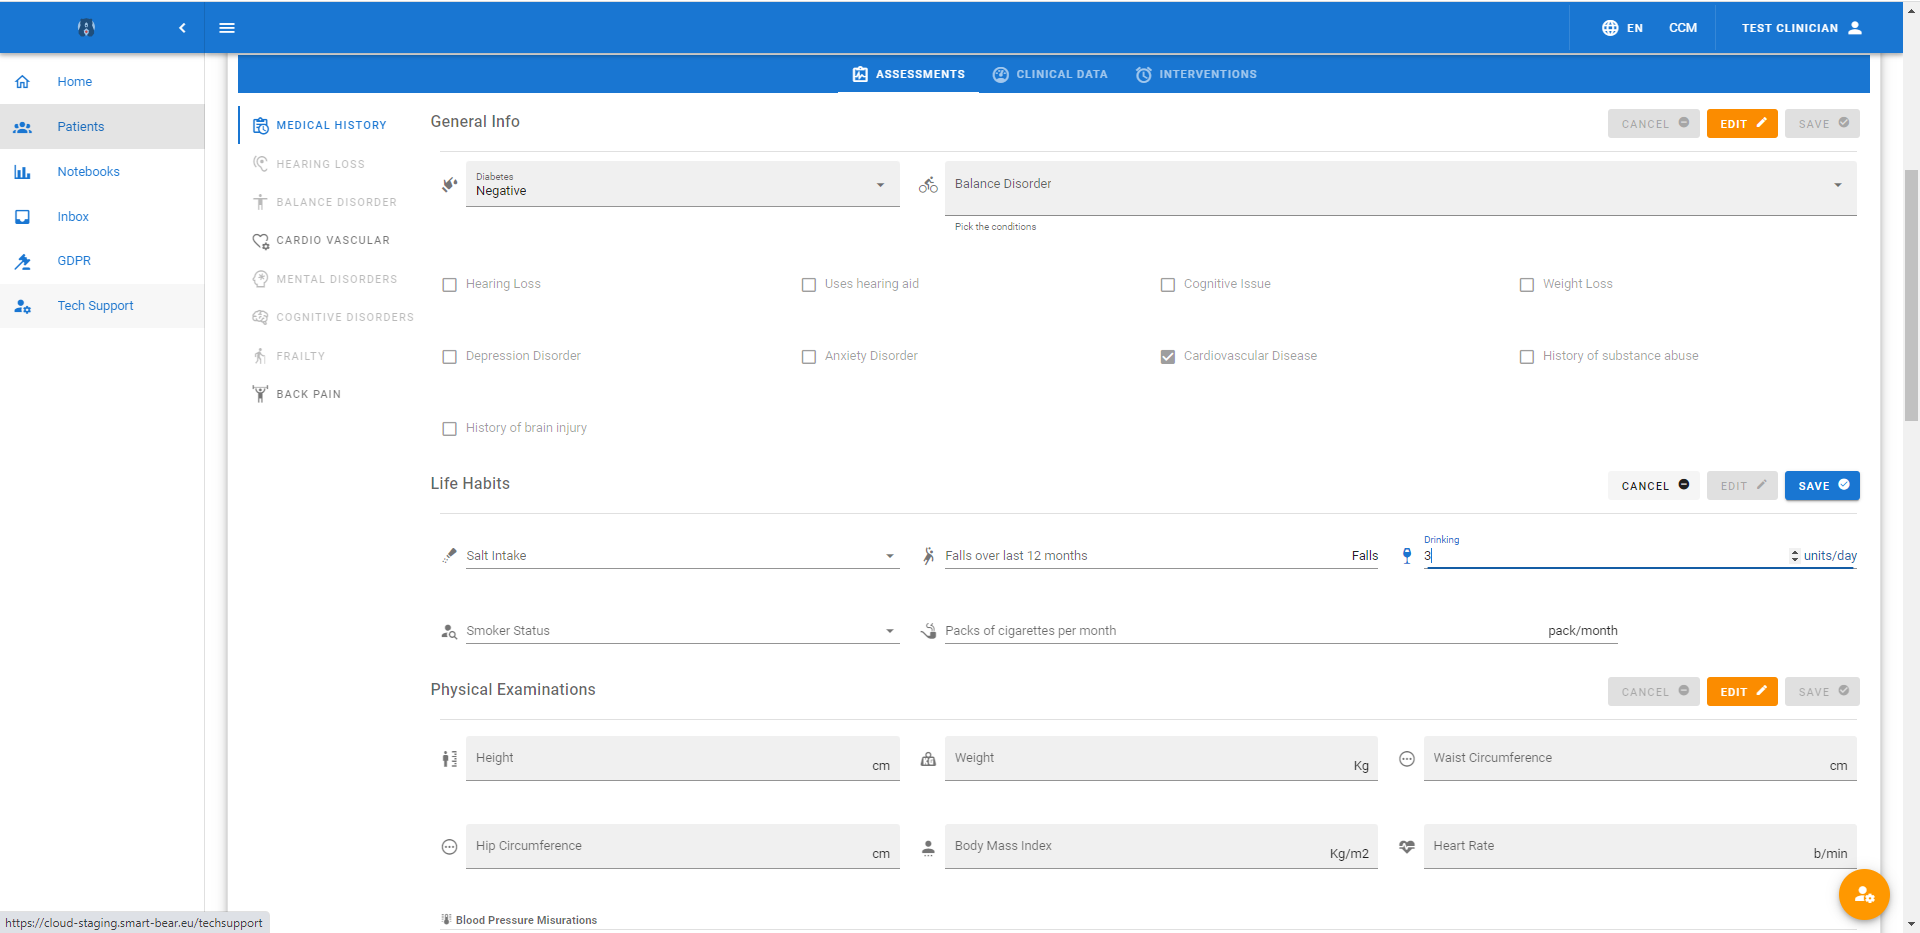 EN
CCM
TEST CLINICIAN
Home
Patients
Notebooks
Inbox
GDPR
Tech Support
ASSESSMENTS
CLINICAL DATA
INTERVENTIONS
MEDICAL HISTORY
HEARING LOSS
BALANCE DISORDER
CARDIO VASCULAR
MENTAL DISORDERS
COGNITIVE DISORDERS
FRAILTY
BACK PAIN
General Info
CANCEL
EDIT
SAVE
Diabetes
Negative
Balance Disorder
Pick the conditions
Hearing Loss
Uses hearing aid
Cognitive Issue
Weight Loss
Depression Disorder
Anxiety Disorder
Cardiovascular Disease
History of substance abuse
History of brain injury
Life Habits
CANCEL
EDIT
SAVE
Salt Intake
Falls over last 12 months
Falls
Drinking
3
units/day
Smoker Status
Packs of cigarettes per month
pack/month
Physical Examinations
CANCEL
EDIT
SAVE
Height
cm
Weight
Kg
Waist Circumference
cm
Hip Circumference
cm
Body Mass Index
Kg/m2
Heart Rate
b/min
Blood Pressure Misurations
https://cloud-staging.smart-bear.eu/techsupport